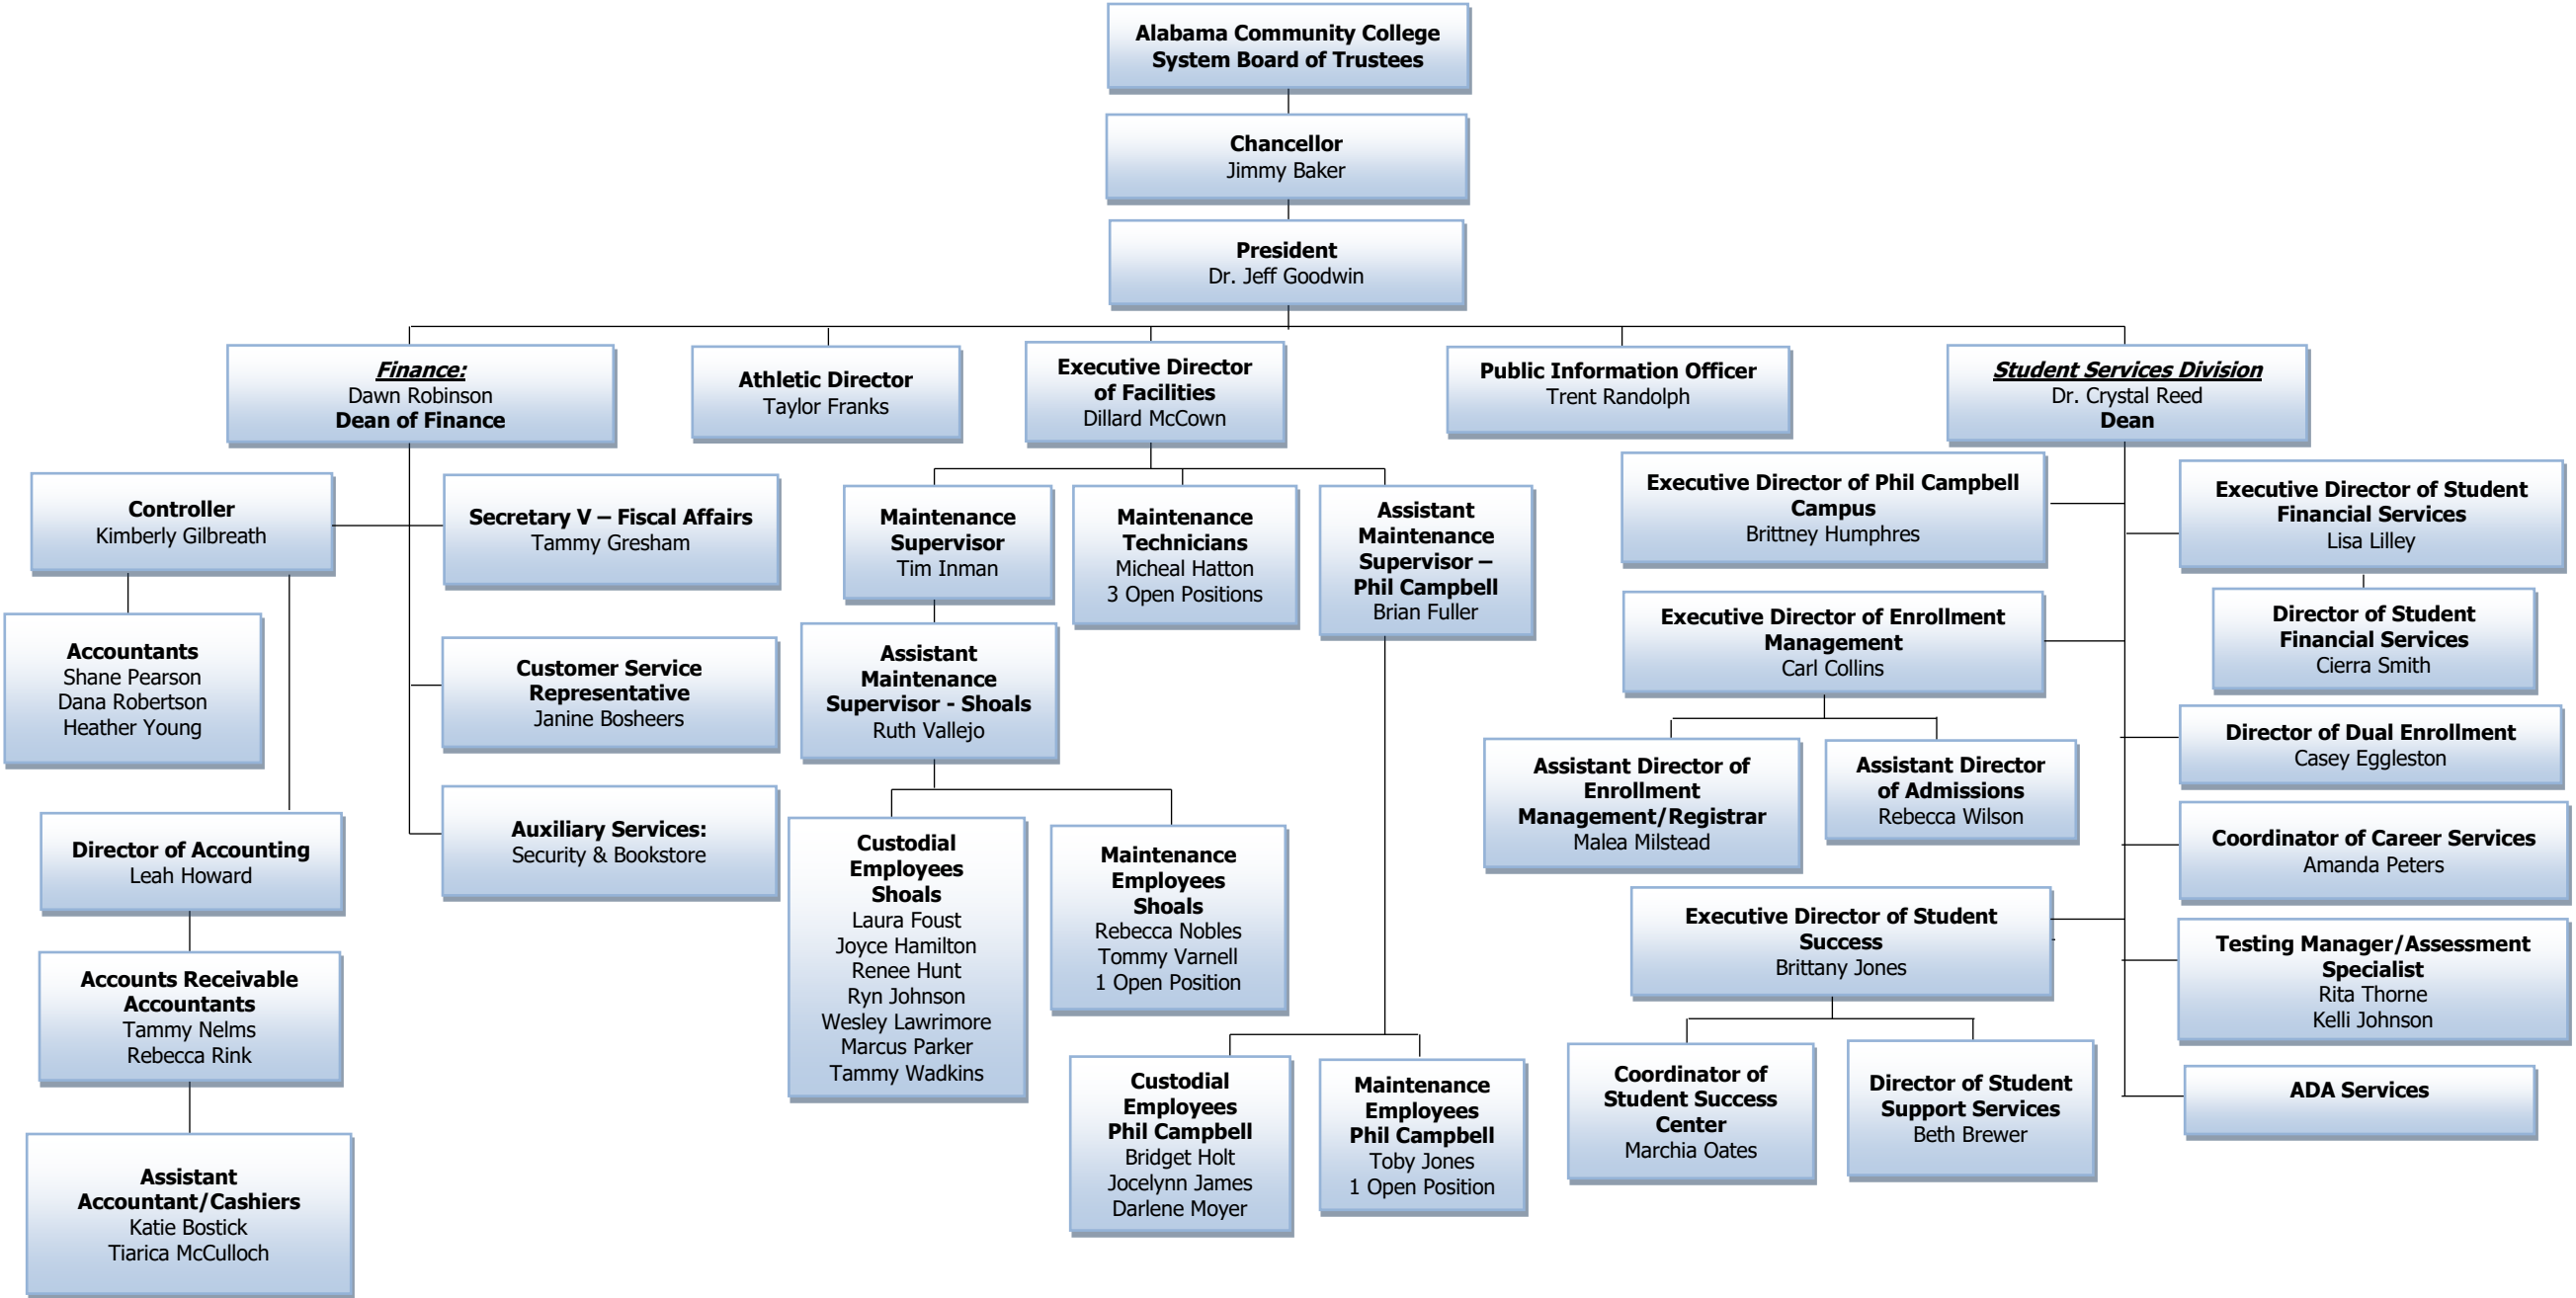 Alabama Community College
System Board of Trustees
Chancellor
Jimmy Baker
President
Dr. Jeff Goodwin
Finance:
Dawn Robinson
Dean of Finance
Athletic Director
Taylor Franks
Executive Director
of Facilities
Dillard McCown
Public Information Officer
Trent Randolph
Student Services Division
Dr. Crystal Reed
Dean
Controller
Kimberly Gilbreath
Secretary V – Fiscal Affairs
Tammy Gresham
Accountants
Shane Pearson
Dana Robertson
Heather Young
Customer Service
Representative
Janine Bosheers
Auxiliary Services:
Security & Bookstore
Director of Accounting
Leah Howard
Accounts Receivable
Accountants
Tammy Nelms
Rebecca Rink
Assistant
Accountant/Cashiers
Katie Bostick
Tiarica McCulloch
Maintenance
Supervisor
Tim Inman
Maintenance
Technicians
Micheal Hatton
3 Open Positions
Assistant
Maintenance
Supervisor –
Phil Campbell
Brian Fuller
Assistant
Maintenance
Supervisor - Shoals
Ruth Vallejo
Custodial
Employees
Shoals
Laura Foust
Joyce Hamilton
Renee Hunt
Ryn Johnson
Wesley Lawrimore
Marcus Parker
Tammy Wadkins
Maintenance
Employees
Shoals
Rebecca Nobles
Tommy Varnell
1 Open Position
Custodial
Employees
Phil Campbell
Bridget Holt
Jocelynn James
Darlene Moyer
Maintenance
Employees
Phil Campbell
Toby Jones
1 Open Position
Executive Director of Phil Campbell
Campus
Brittney Humphres
Executive Director of Enrollment
Management
Carl Collins
Assistant Director of
Enrollment
Management/Registrar
Malea Milstead
Assistant Director
of Admissions
Rebecca Wilson
Executive Director of Student
Success
Brittany Jones
Coordinator of
Student Success
Center
Marchia Oates
Director of Student
Support Services
Beth Brewer
Executive Director of Student
Financial Services
Lisa Lilley
Director of Student
Financial Services
Cierra Smith
Director of Dual Enrollment
Casey Eggleston
Coordinator of Career Services
Amanda Peters
Testing Manager/Assessment
Specialist
Rita Thorne
Kelli Johnson
ADA Services